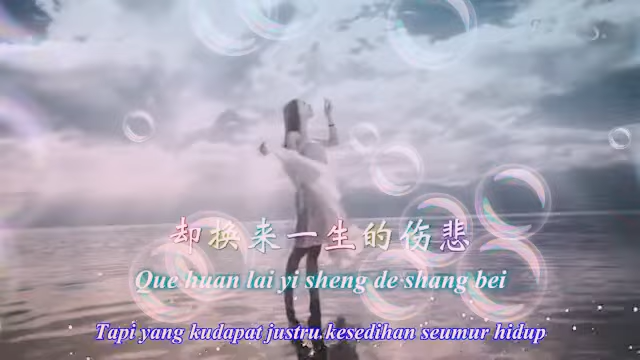 却换来一生的伤悲
Que huan lai yi sheng de shang bei
Tapi yang kudapat justru kesedihan seumur hidup